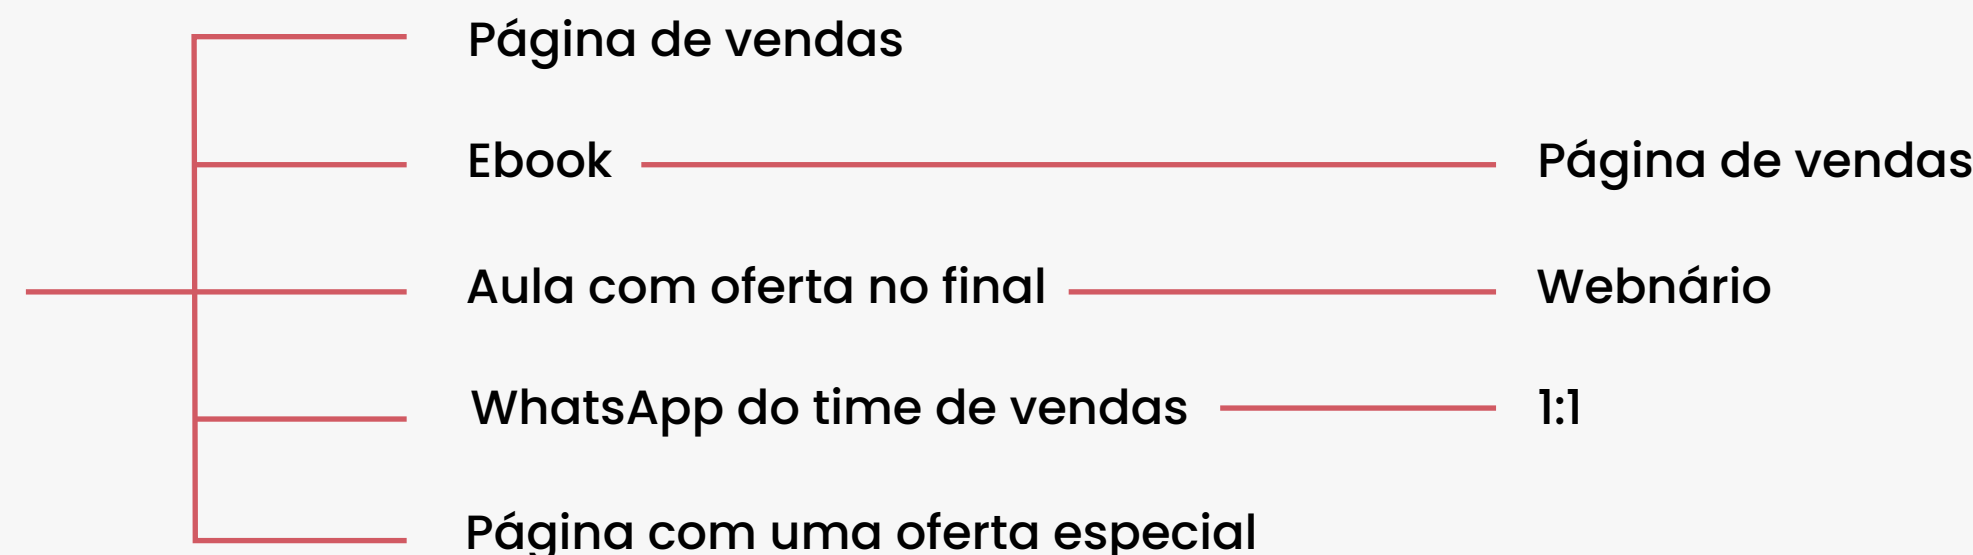 Página de vendas
Ebook
Página de vendas
Aula com oferta no final
Webnário
WhatsApp do time de vendas
1:1
Página com uma oferta especial